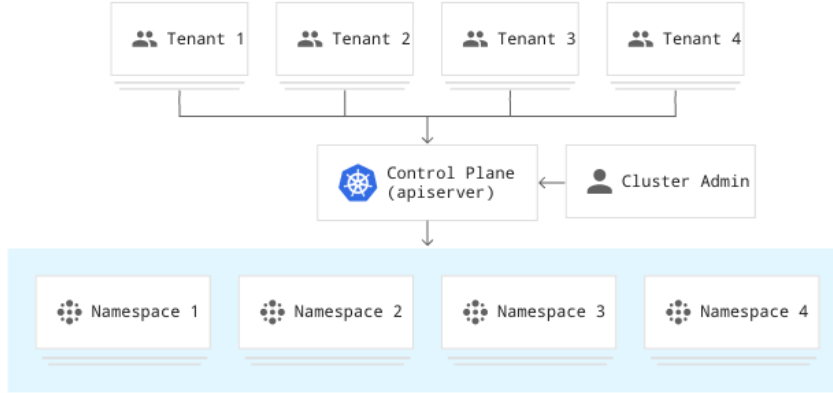 Tenant 1
Tenant 2
Tenant 3
Tenant 4
Control Plane
(apiserver)
Cluster Admin
Namespace 1
Namespace 2
Namespace 3
Namespace 4